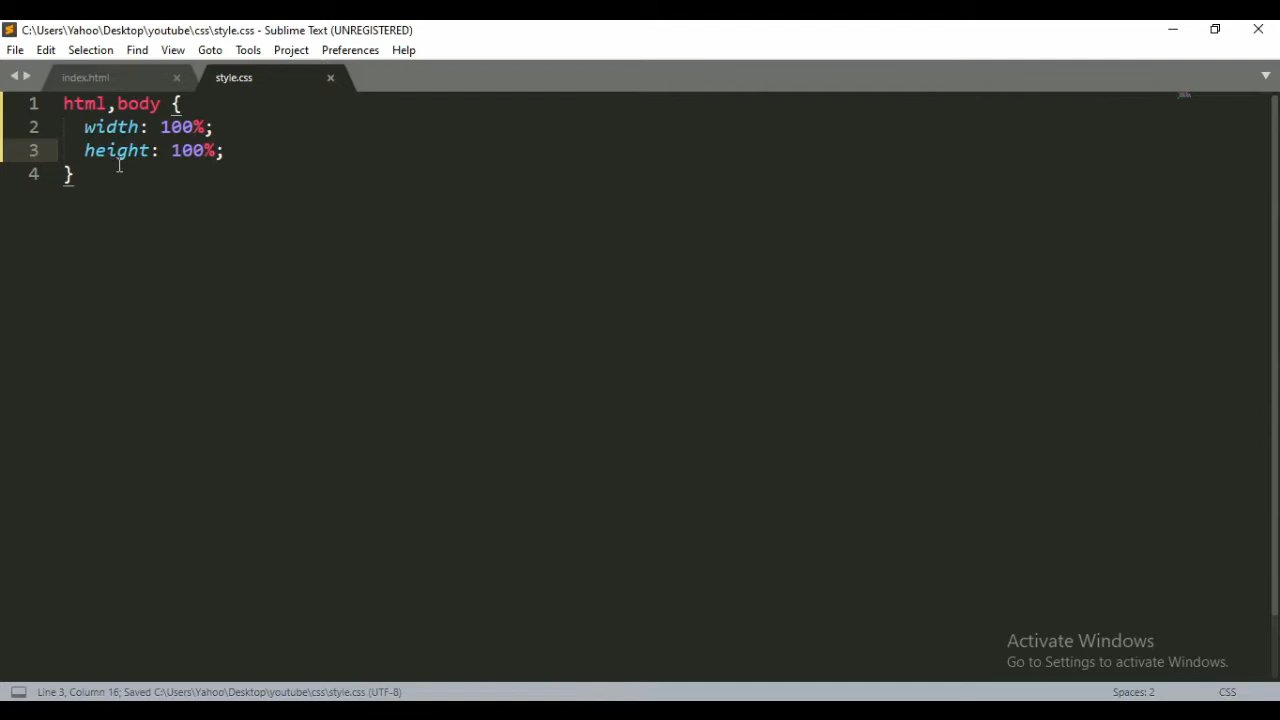 C:\Users\Yahoo\Desktop\youtube\css\style.css - Sublime Text (UNREGISTERED)
File Edit Selection Find View Goto Tools Project Preferences Help
index.html style.css
1 html,body {
2 width: 100%;
3 height: 100%;
4 }
Activate Windows
Go to Settings to activate Windows.
Line 3, Column 16; Saved C:\Users\Yahoo\Desktop\youtube\css\style.css (UTF-8) Spaces: 2 CSS